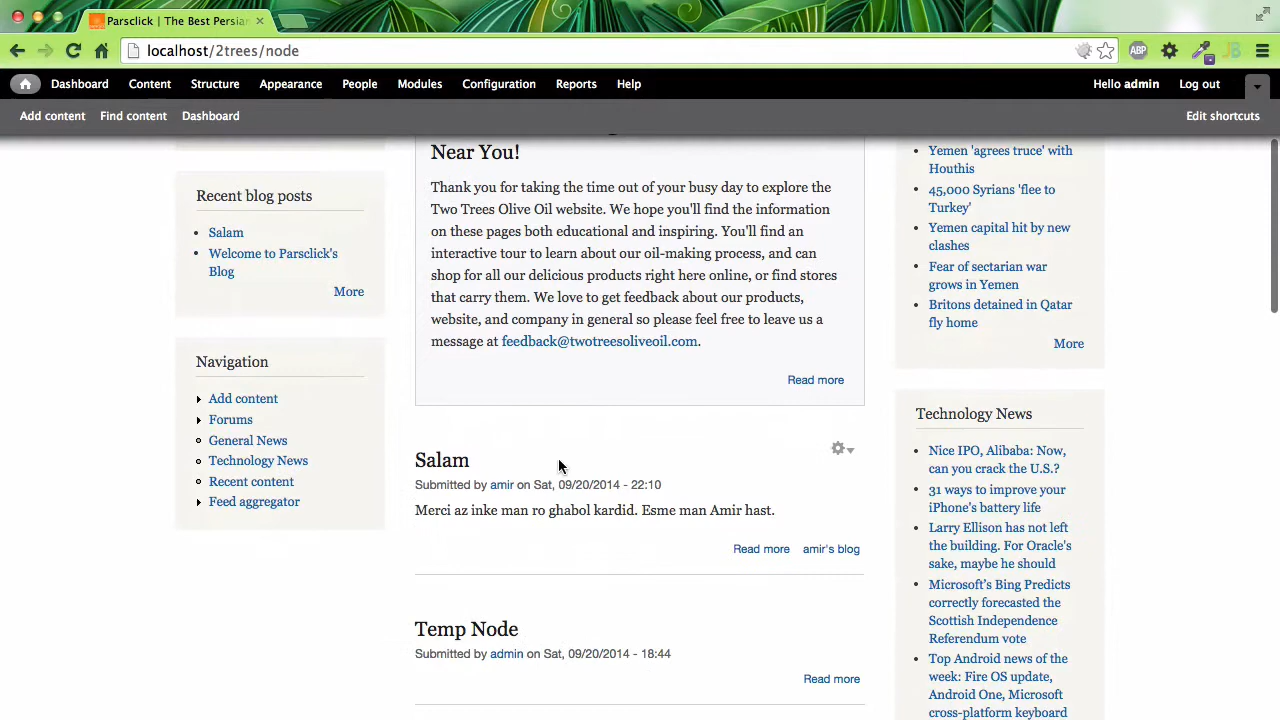 Parsclick | The Best Persian
localhost/2trees/node
ABP
JB
Dashboard Content Structure Appearance People Modules Configuration Reports Help Hello admin Log out
Add content Find content Dashboard Edit shortcuts
Recent blog posts
Salam
Welcome to Parsclick's
Blog
More
Navigation
Add content
Forums
General News
Technology News
Recent content
Feed aggregator
Near You!
Thank you for taking the time out of your busy day to explore the
Two Trees Olive Oil website. We hope you'll find the information
on these pages both educational and inspiring. You'll find an
interactive tour to learn about our oil-making process, and can
shop for all our delicious products right here online, or find stores
that carry them. We love to get feedback about our products,
website, and company in general so please feel free to leave us a
message at feedback@twotreesoliveoil.com.
Read more
Salam
Submitted by amir on Sat, 09/20/2014 - 22:10
Merci az inke man ro ghabol kardid. Esme man Amir hast.
Read more amir's blog
Temp Node
Submitted by admin on Sat, 09/20/2014 - 18:44
Read more
Yemen 'agrees truce' with
Houthis
45,000 Syrians 'flee to
Turkey'
Yemen capital hit by new
clashes
Fear of sectarian war
grows in Yemen
Britons detained in Qatar
fly home
More
Technology News
Nice IPO, Alibaba: Now,
can you crack the U.S.?
31 ways to improve your
iPhone's battery life
Larry Ellison has not left
the building. For Oracle's
sake, maybe he should
Microsoft's Bing Predicts
correctly forecasted the
Scottish Independence
Referendum vote
Top Android news of the
week: Fire OS update,
Android One, Microsoft
cross-platform keyboard